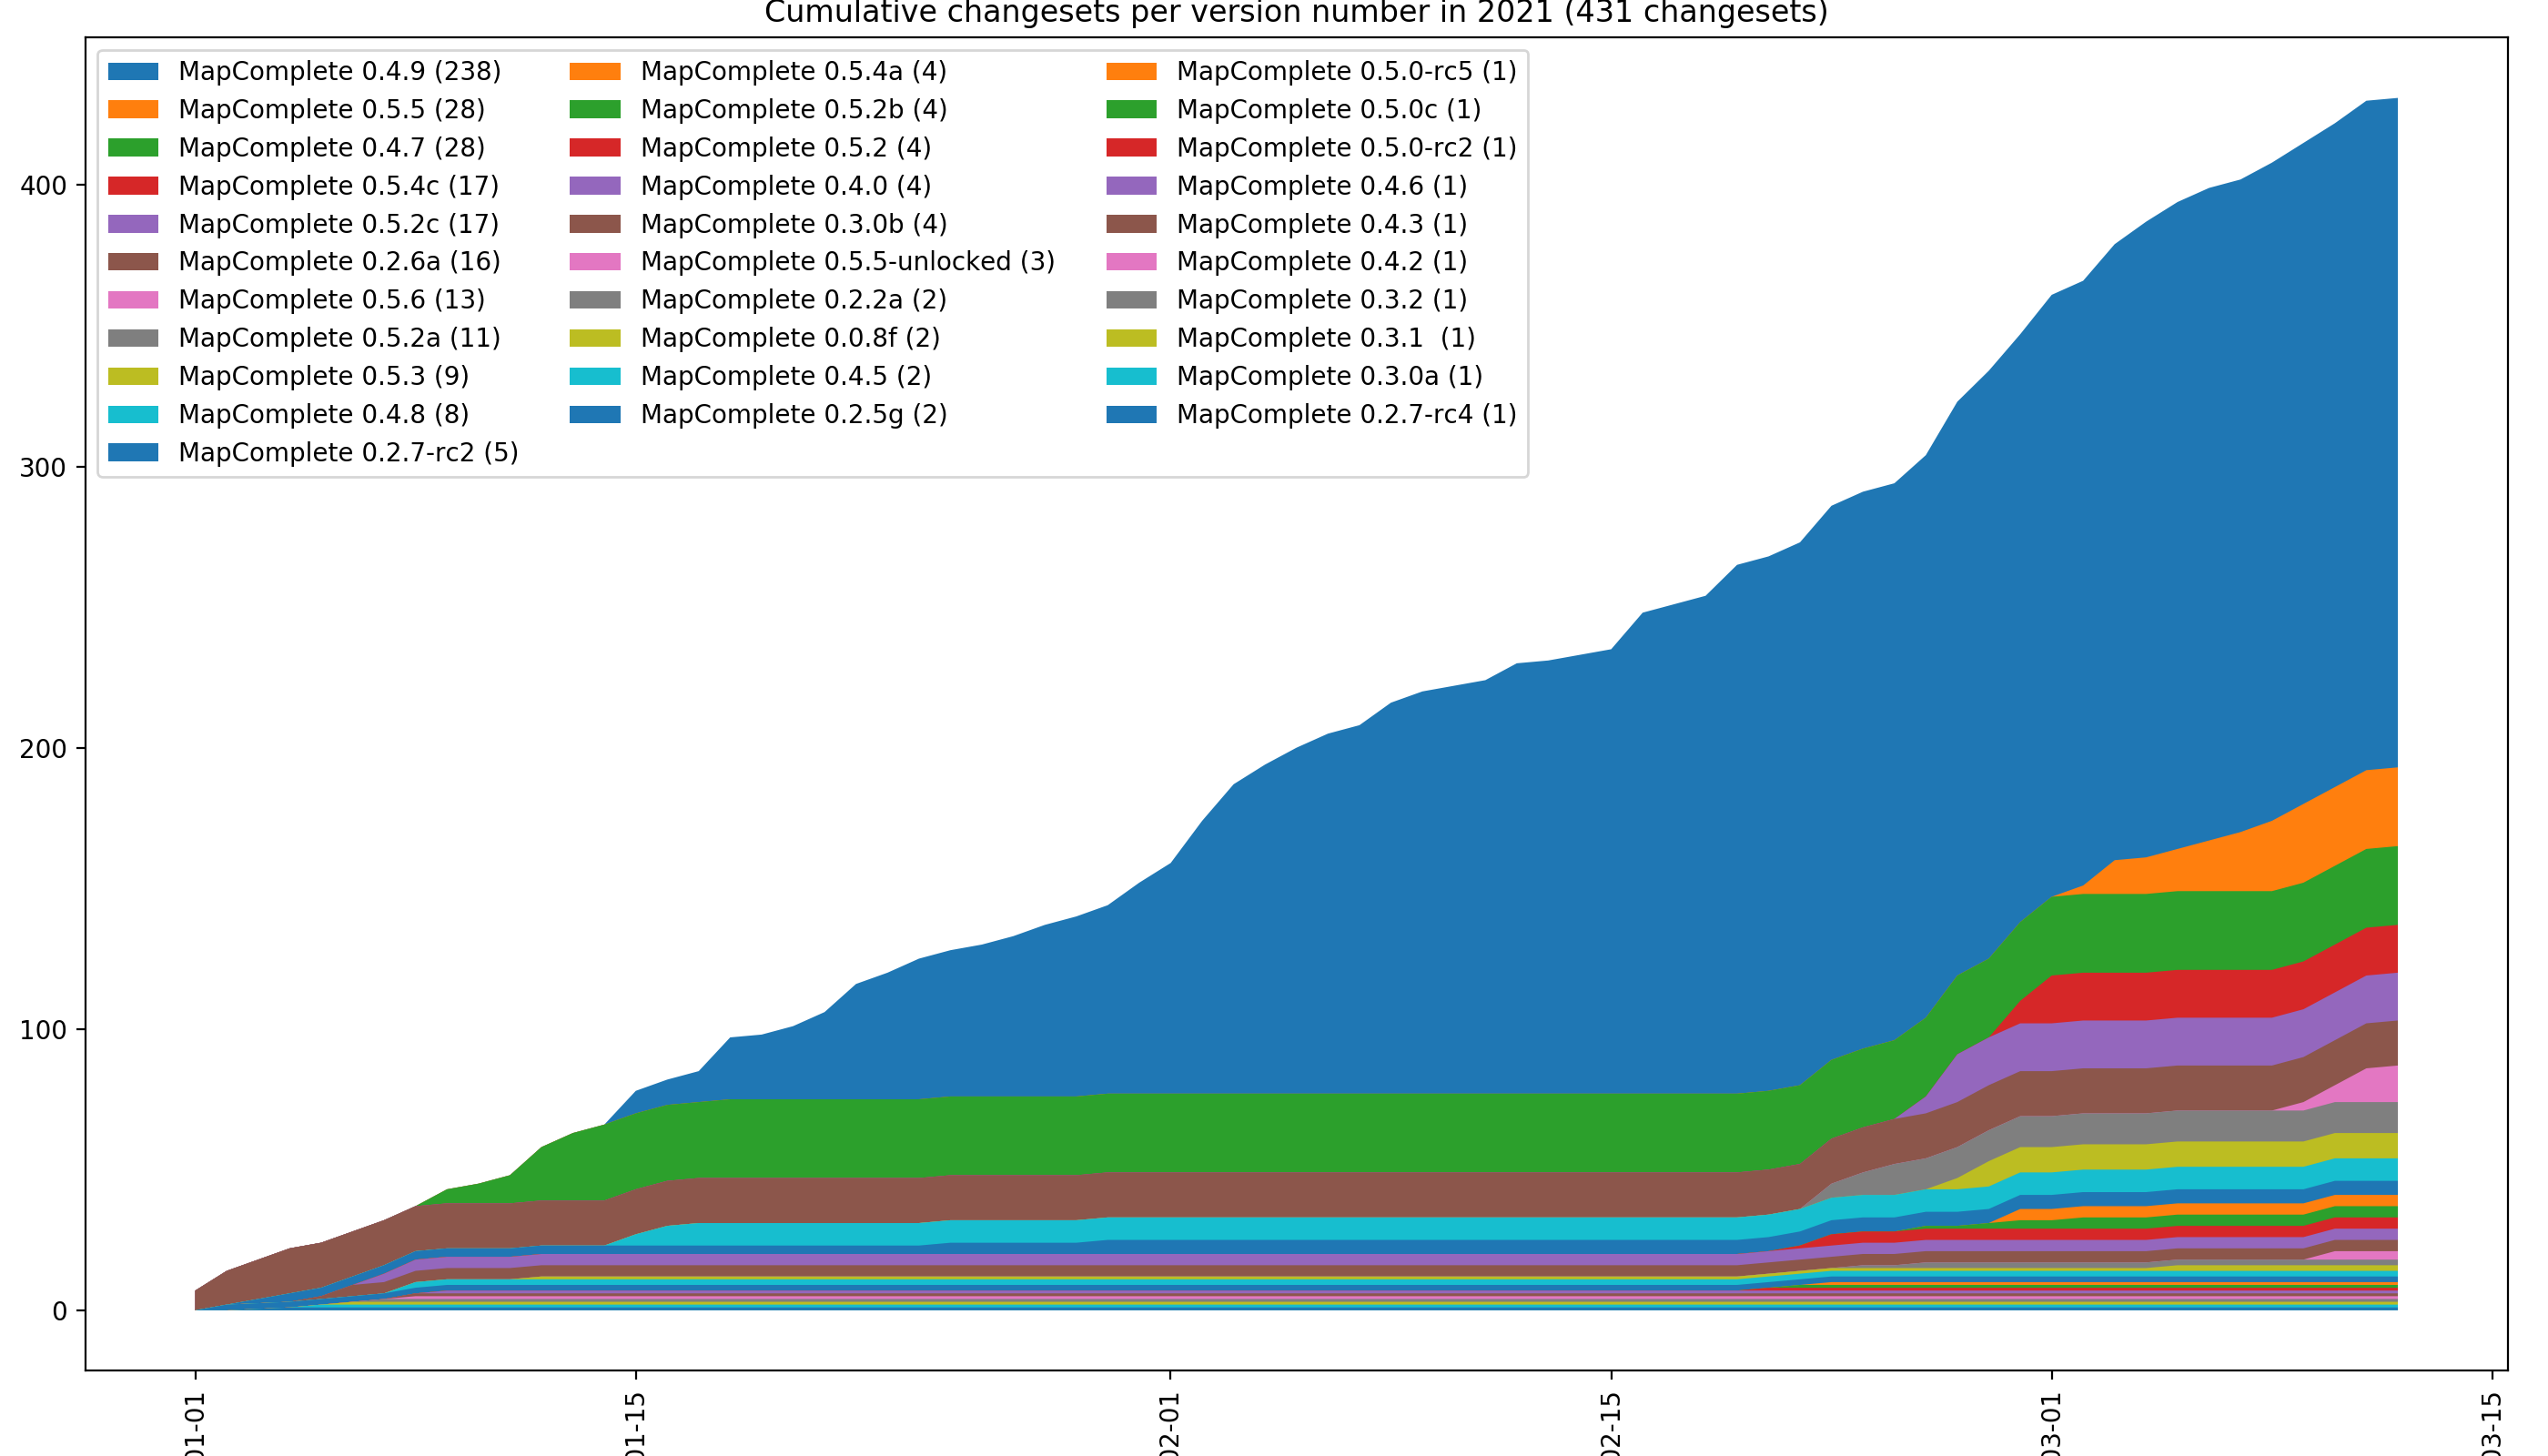 Cumulative changesets per version number in 2021 (431 changesets)
MapComplete 0.4.9 (238)
MapComplete 0.5.5 (28)
MapComplete 0.4.7 (28)
MapComplete 0.5.4c (17)
MapComplete 0.5.2c (17)
MapComplete 0.2.6a (16)
MapComplete 0.5.6 (13)
MapComplete 0.5.2a (11)
MapComplete 0.5.3 (9)
MapComplete 0.4.8 (8)
MapComplete 0.2.7-rc2 (5)
MapComplete 0.5.4a (4)
MapComplete 0.5.2b (4)
MapComplete 0.5.2 (4)
MapComplete 0.4.0 (4)
MapComplete 0.3.0b (4)
MapComplete 0.5.5-unlocked (3)
MapComplete 0.2.2a (2)
MapComplete 0.0.8f (2)
MapComplete 0.4.5 (2)
MapComplete 0.2.5g (2)
MapComplete 0.5.0-rc5 (1)
MapComplete 0.5.0c (1)
MapComplete 0.5.0-rc2 (1)
MapComplete 0.4.6 (1)
MapComplete 0.4.3 (1)
MapComplete 0.4.2 (1)
MapComplete 0.3.2 (1)
MapComplete 0.3.1  (1)
MapComplete 0.3.0a (1)
MapComplete 0.2.7-rc4 (1)
400
300
200
100
0
01-01
01-15
02-01
02-15
03-01
03-15